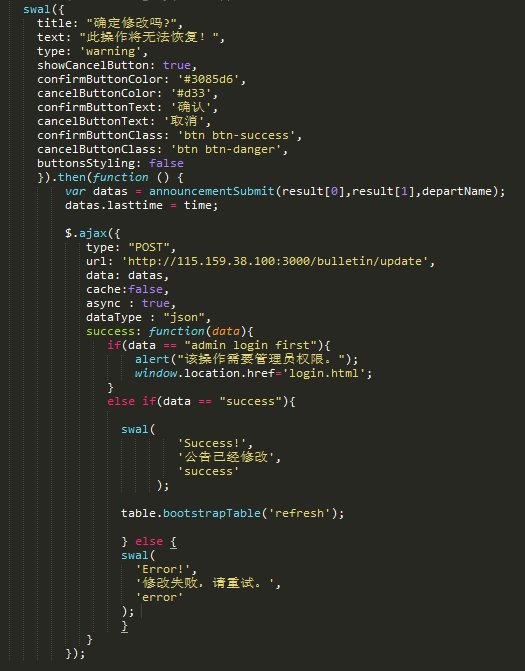 swal({
title: "确定修改吗?",
text: "此操作将无法恢复！",
type: 'warning',
showCancelButton: true,
confirmButtonColor: '#3085d6',
cancelButtonColor: '#d33',
confirmButtonText: '确认',
cancelButtonText: '取消',
confirmButtonClass: 'btn btn-success',
cancelButtonClass: 'btn btn-danger',
buttonsStyling: false
}).then(function () {
var datas = announcementSubmit(result[0],result[1],departName);
datas.lasttime = time;
$.ajax({
type: "POST",
url: 'http://115.159.38.100:3000/bulletin/update',
data: datas,
cache:false,
async : true,
dataType : "json",
success: function(data){
if(data == "admin login first"){
alert("该操作需要管理员权限。");
window.location.href='login.html';
}
else if(data == "success"){
swal(
'Success!',
'公告已经修改',
'success'
);
table.bootstrapTable('refresh');
} else {
swal(
'Error!',
'修改失败，请重试。',
'error'
);
}
}
});